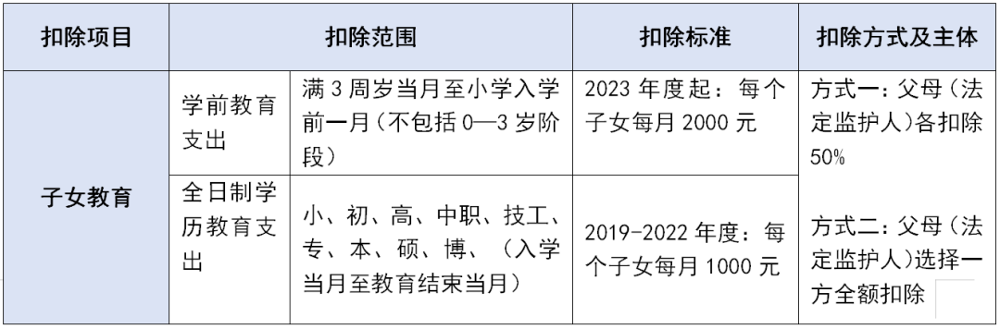 扣除项目
扣除范围
扣除标准
扣除方式及主体
子女教育
学前教育
支出
满 3 周岁当月至小学入学
前一月（不包括 0—3 岁阶
段）
2023 年度起：每个
子女每月 2000 元
方式一：父母（法
定监护人）各扣除
50%
全日制学
历教育支
出
小、初、高、中职、技工、
专、本、硕、博、（入学
当月至教育结束当月）
2019-2022 年度：每
个子女每月 1000 元
方式二：父母（法
定监护人）选择一
方全额扣除